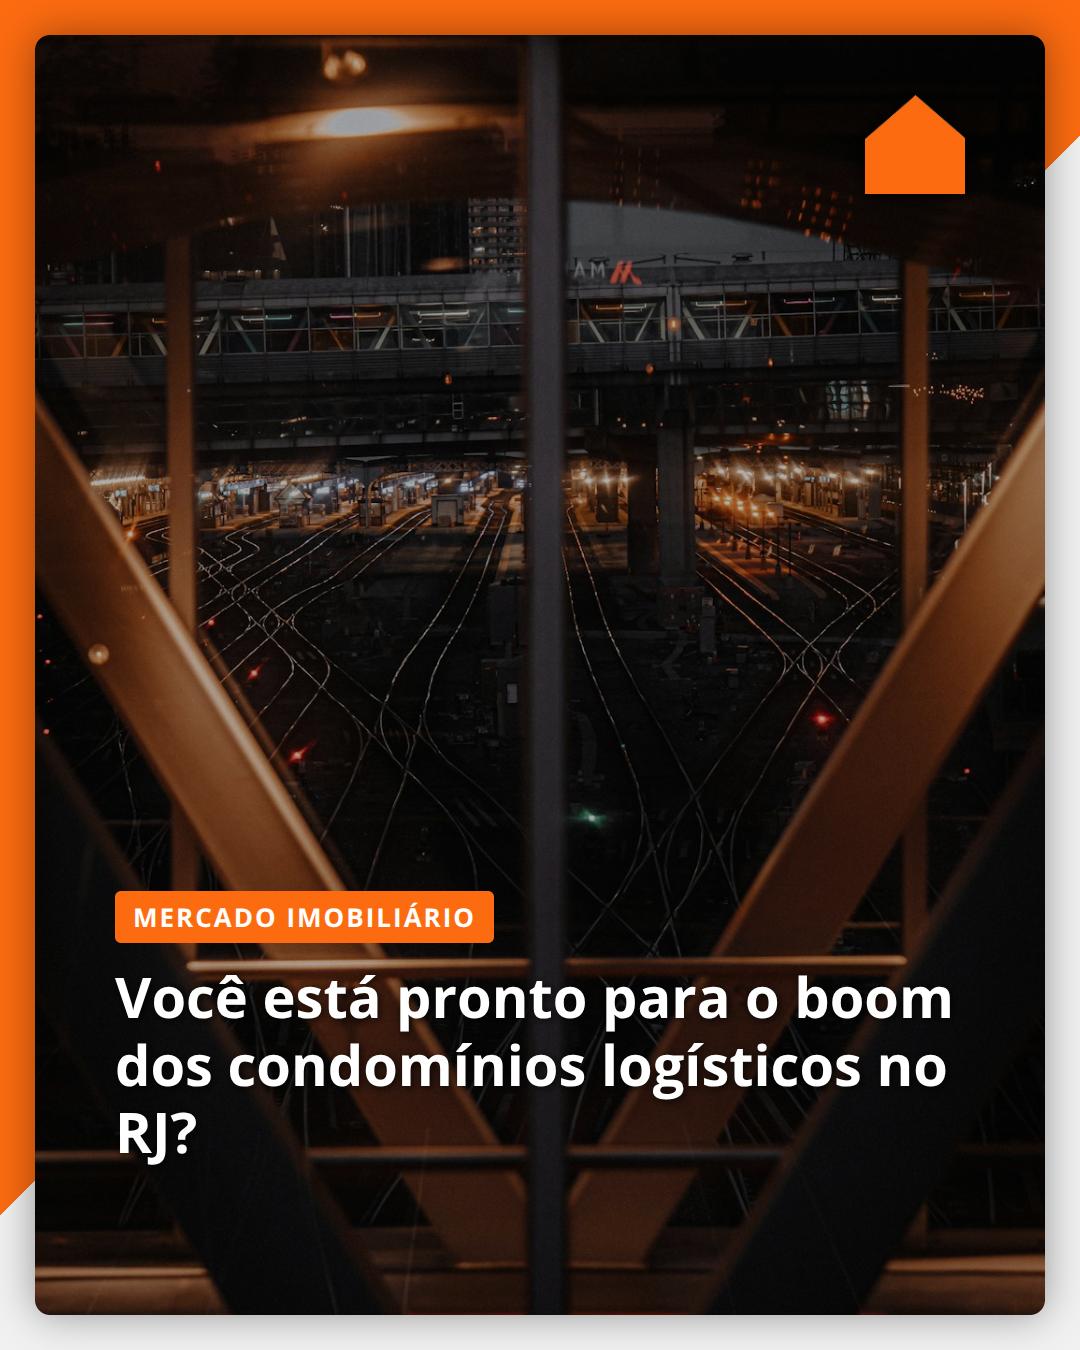 MERCADO IMOBILIÁRIO
Você está pronto para o boom
dos condomínios logísticos no
RJ?